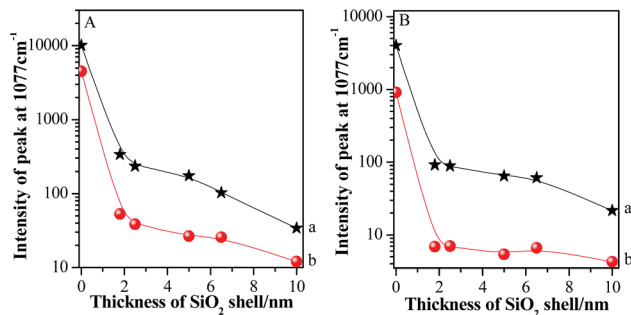 A
Intensity of peak at 1077cm⁻¹
10000
1000
100
10
a
b
0 2 4 6 8 10
Thickness of SiO₂ shell/nm
B
Intensity of peak at 1077cm⁻¹
1000
100
10
a
b
0 2 4 6 8 10
Thickness of SiO₂ shell/nm